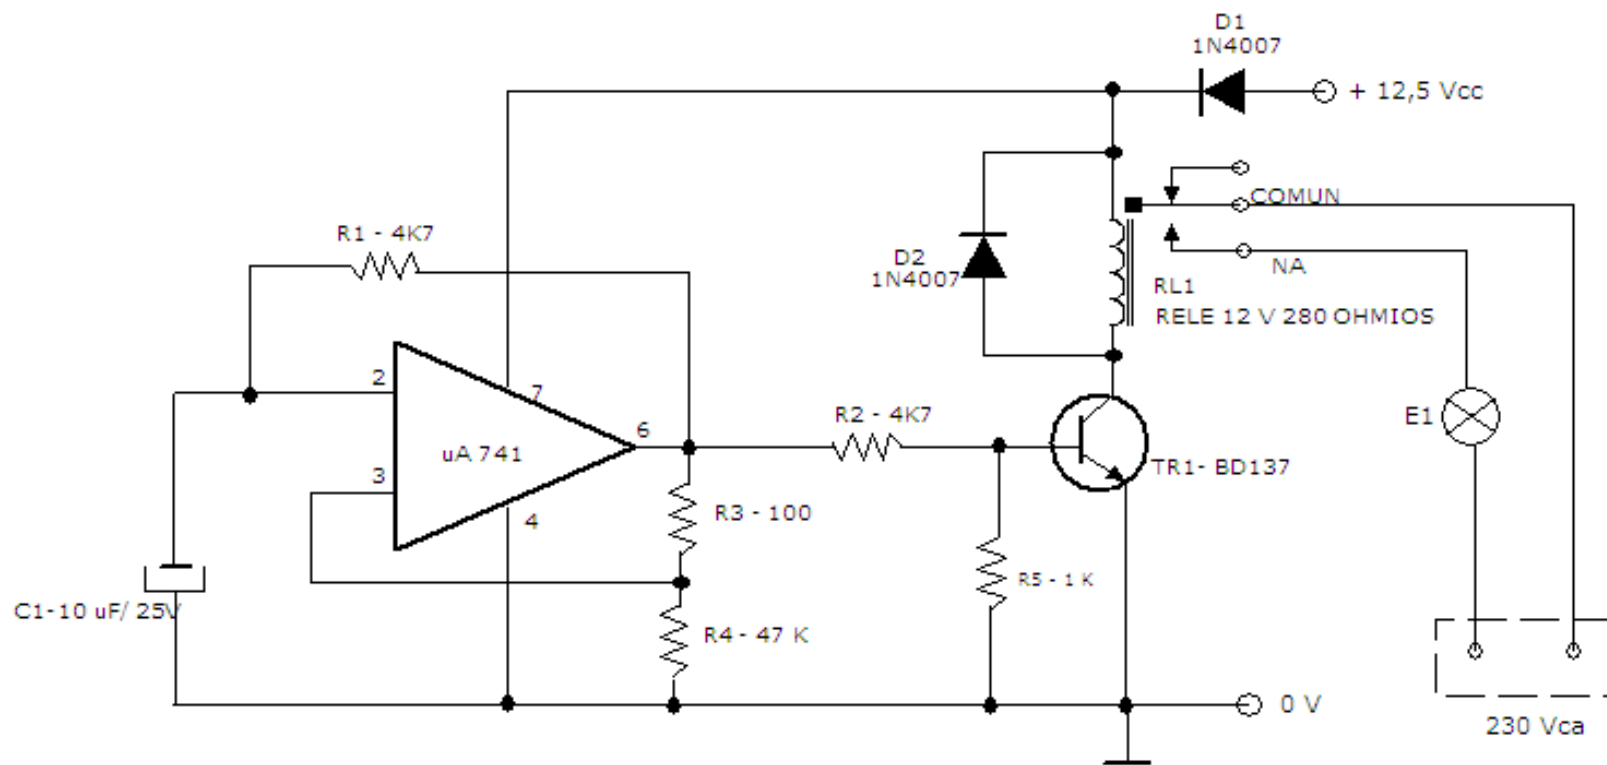 D1
1N4007
+ 12,5 Vcc
COMUN
NA
R1 - 4K7
D2
1N4007
RL1
RELE 12 V 280 OHMIOS
2
7
6
uA 741
3
4
R2 - 4K7
E1
TR1- BD137
R3 - 100
R5 - 1 K
C1-10 uF/ 25V
R4 - 47 K
0 V
230 Vca